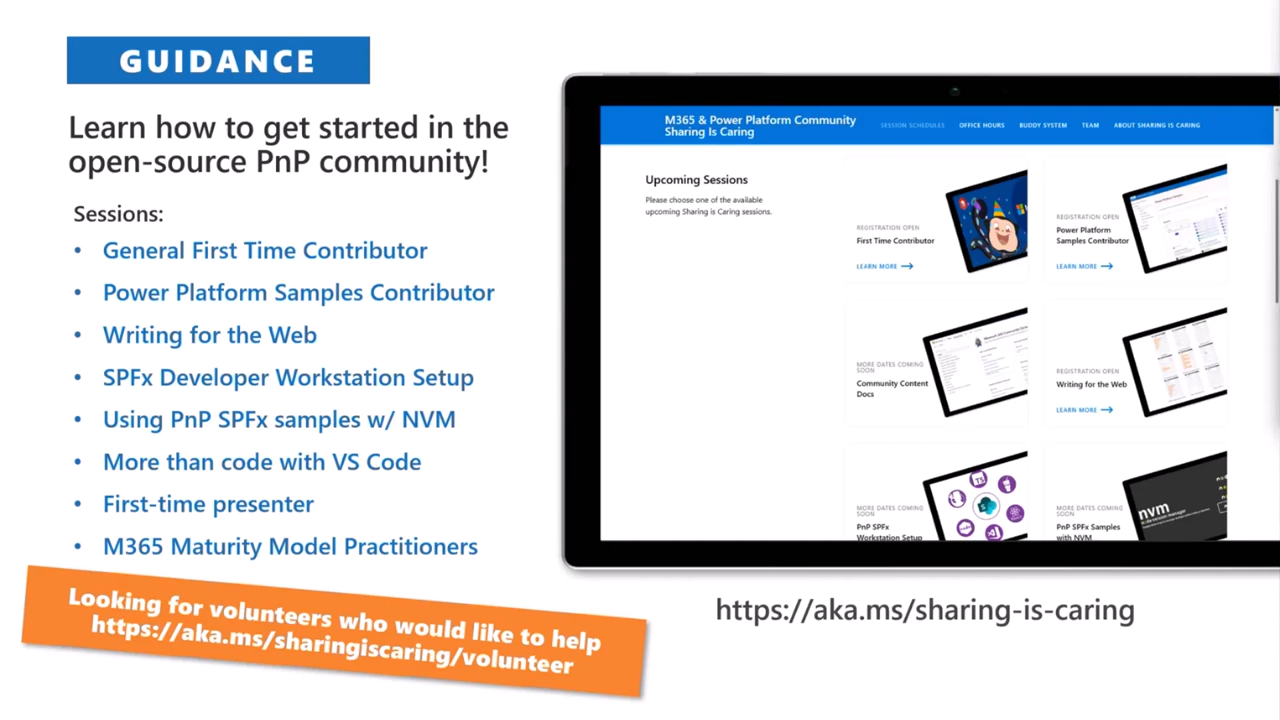 GUIDANCE
Learn how to get started in the
open-source PnP community!
Sessions:
• General First Time Contributor
• Power Platform Samples Contributor
• Writing for the Web
• SPFx Developer Workstation Setup
• Using PnP SPFx samples w/ NVM
• More than code with VS Code
• First-time presenter
• M365 Maturity Model Practitioners
Looking for volunteers who would like to help
https://aka.ms/sharingiscaring/volunteer
M365 & Power Platform Community
Sharing Is Caring
SESSION SCHEDULES OFFICE HOURS BUDDY SYSTEM TEAM ABOUT SHARING IS CARING
Upcoming Sessions
Please choose one of the available
upcoming Sharing is Caring sessions.
REGISTRATION OPEN
First Time Contributor
LEARN MORE
REGISTRATION OPEN
Power Platform
Samples Contributor
LEARN MORE
MORE DATES COMING
SOON
Community Content
Docs
REGISTRATION OPEN
Writing for the Web
LEARN MORE
MORE DATES COMING
SOON
PnP SPFx
Workstation Setup
MORE DATES COMING
SOON
PnP SPFx Samples
with NVM
nvm
https://aka.ms/sharing-is-caring